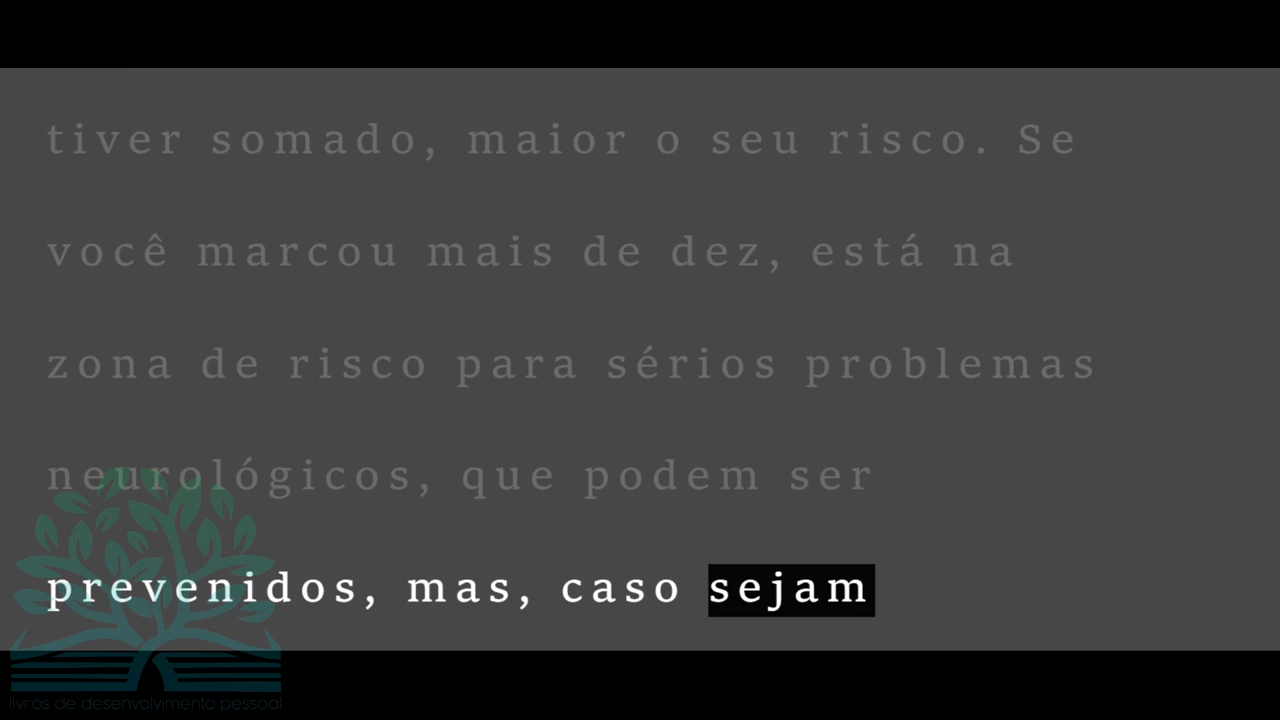 tiver somado, maior o seu risco. Se
você marcou mais de dez, está na
zona de risco para sérios problemas
neurológicos, que podem ser
prevenidos, mas, caso sejam
livros de desenvolvimento pessoal